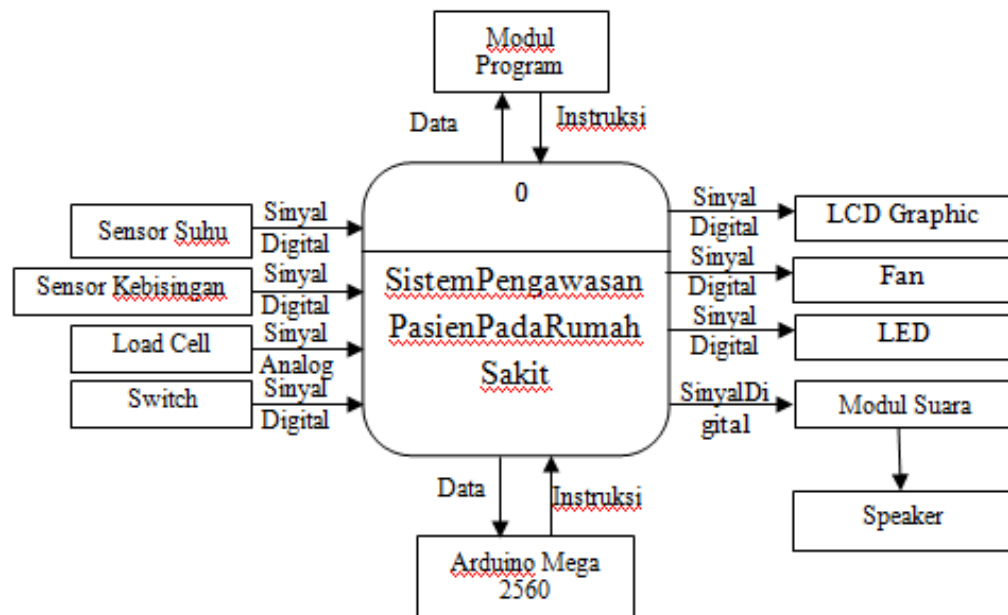 Modul
Program
Data
Instruksi
0
SistemPengawasan
PasienPadaRumah
Sakit
Sensor Suhu
Sinyal
Digital
Sensor Kebisingan
Sinyal
Digital
Load Cell
Sinyal
Analog
Switch
Sinyal
Digital
Sinyal
Digital
LCD Graphic
Sinyal
Digital
Fan
Sinyal
Digital
LED
SinyalDi
gital
Modul Suara
Speaker
Data
Instruksi
Arduino Mega
2560